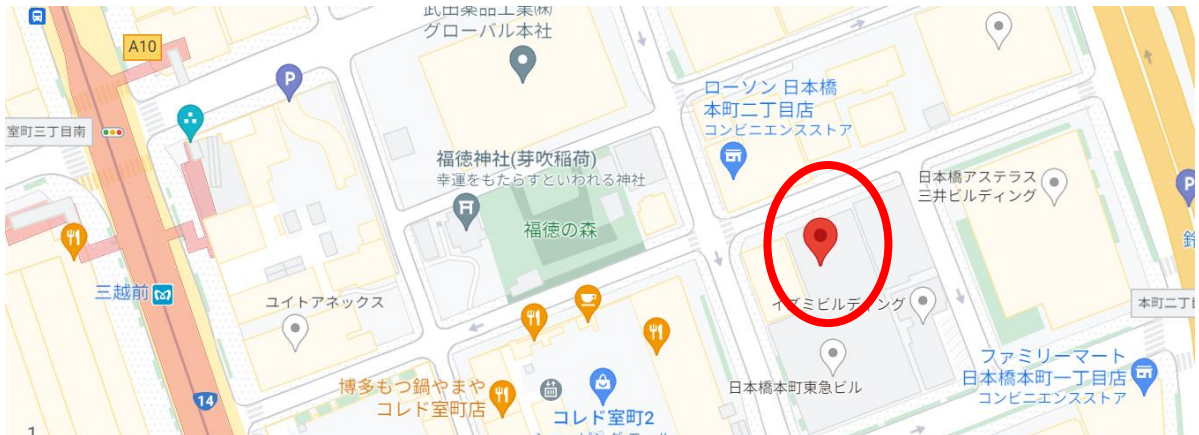 武田薬品工業㈱
グローバル本社
A10
P
ローソン 日本橋
本町二丁目店
コンビニエンスストア
室町三丁目南
福徳神社(芽吹稲荷)
幸運をもたらすといわれる神社
福徳の森
日本橋アステラス
三井ビルディング
P
三越前
ユイトアネックス
イズミビルディング
本町二丁目
ファミリーマート
日本橋本町一丁目店
コンビニエンスストア
日本橋本町東急ビル
博多もつ鍋やまや
コレド室町店
コレド室町2
14
1